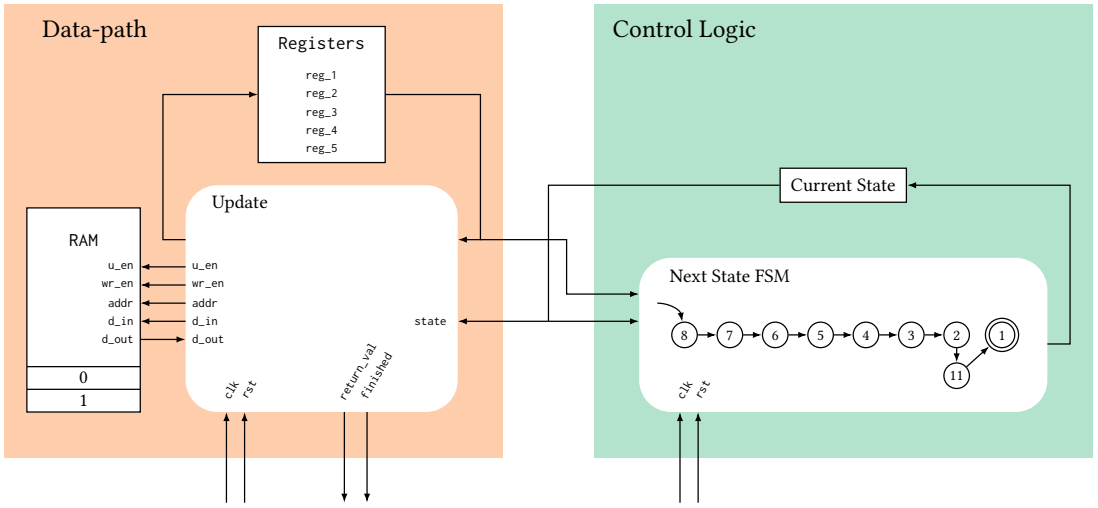 Data-path
Registers
reg_1
reg_2
reg_3
reg_4
reg_5
Update
RAM
u_en
wr_en
addr
d_in
d_out
0
1
u_en
wr_en
addr
d_in
d_out
state
clk
rst
return_val
finished
Control Logic
Current State
Next State FSM
8 7 6 5 4 3 2 1
11
clk
rst